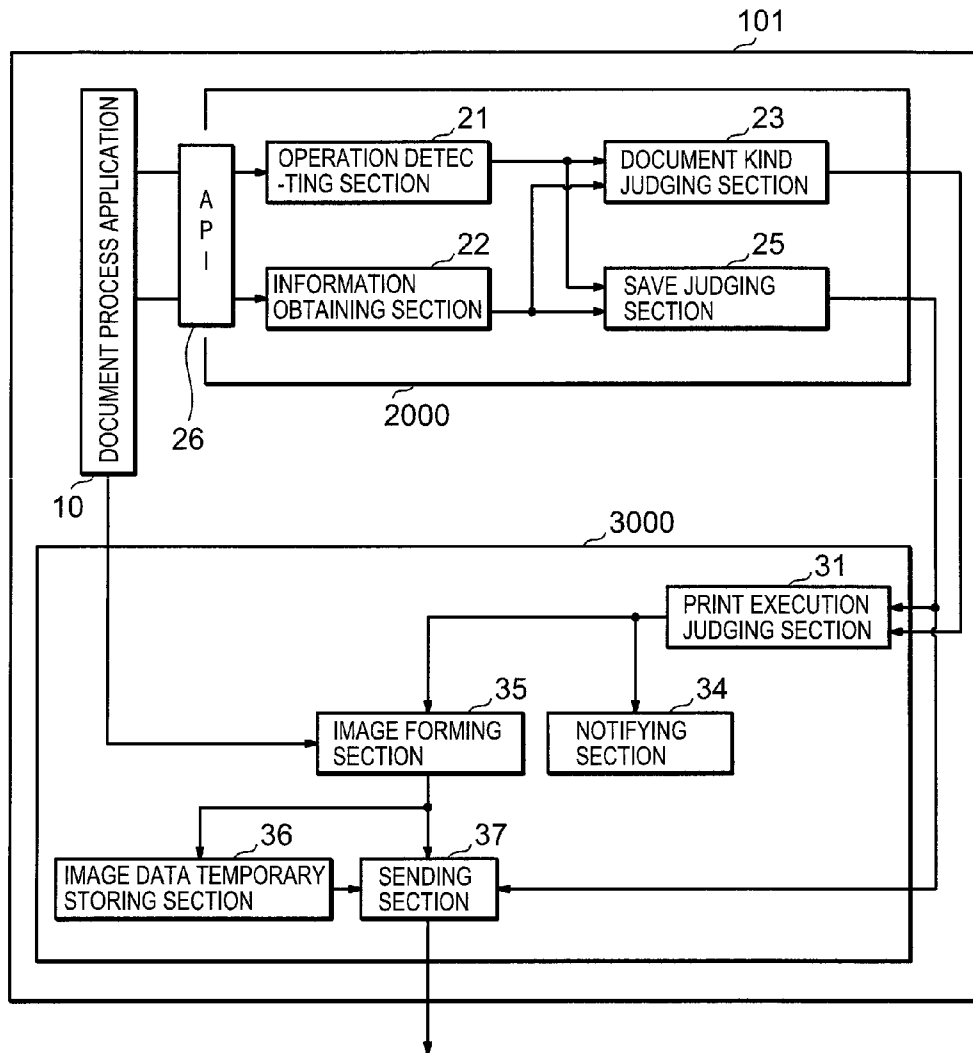 101
DOCUMENT PROCESS APPLICATION
10
API
26
21
OPERATION DETEC
-TING SECTION
22
INFORMATION
OBTAINING SECTION
23
DOCUMENT KIND
JUDGING SECTION
25
SAVE JUDGING
SECTION
2000
3000
31
PRINT EXECUTION
JUDGING SECTION
35
IMAGE FORMING
SECTION
34
NOTIFYING
SECTION
36
IMAGE DATA TEMPORARY
STORING SECTION
37
SENDING
SECTION